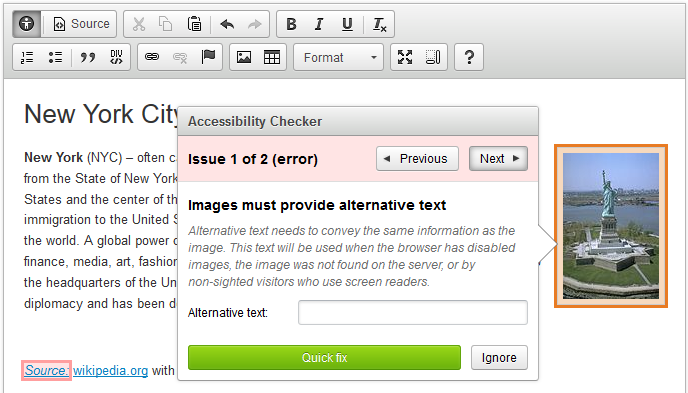 Source
B I U Tx
DIV
Format
?
New York City
Accessibility Checker
Issue 1 of 2 (error)
Previous
Next
Images must provide alternative text
Alternative text needs to convey the same information as the
image. This text will be used when the browser has disabled
images, the image was not found on the server, or by
non-sighted visitors who use screen readers.
Alternative text:
Quick fix
Ignore
New York (NYC) – often
from the State of New York
States and the center of
immigration to the United
the world. A global power
finance, media, art,
the headquarters of the
diplomacy and has been
Source: wikipedia.org with